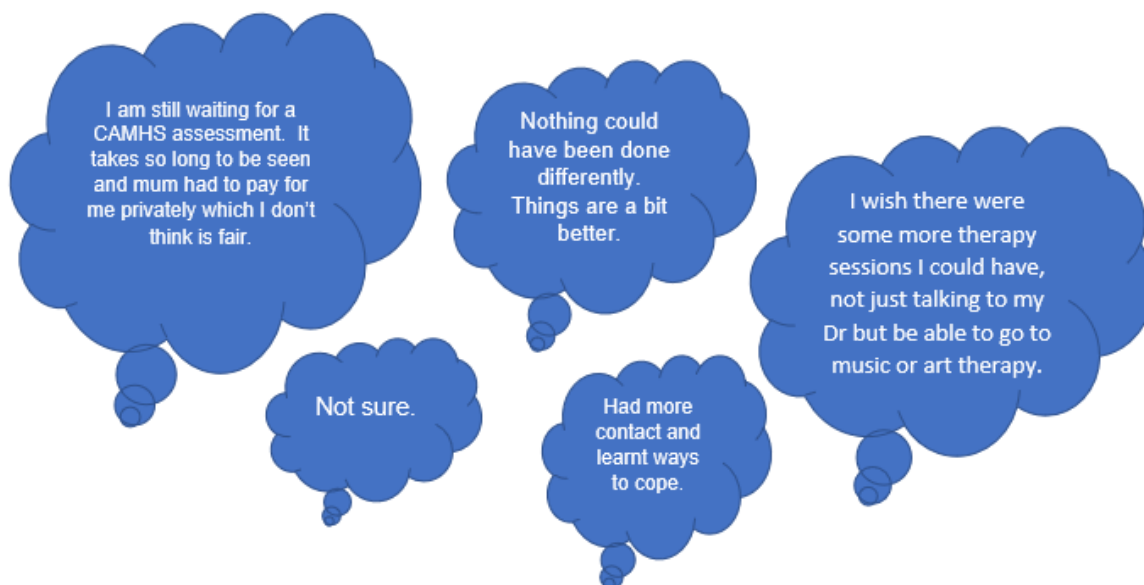 I am still waiting for a
CAMHS assessment.  It
takes so long to be seen
and mum had to pay for
me privately which I don't
think is fair.
Nothing could
have been done
differently.
Things are a bit
better.
I wish there were
some more therapy
sessions I could have,
not just talking to my
Dr but be able to go to
music or art therapy.
Not sure.
Had more
contact and
learnt ways
to cope.